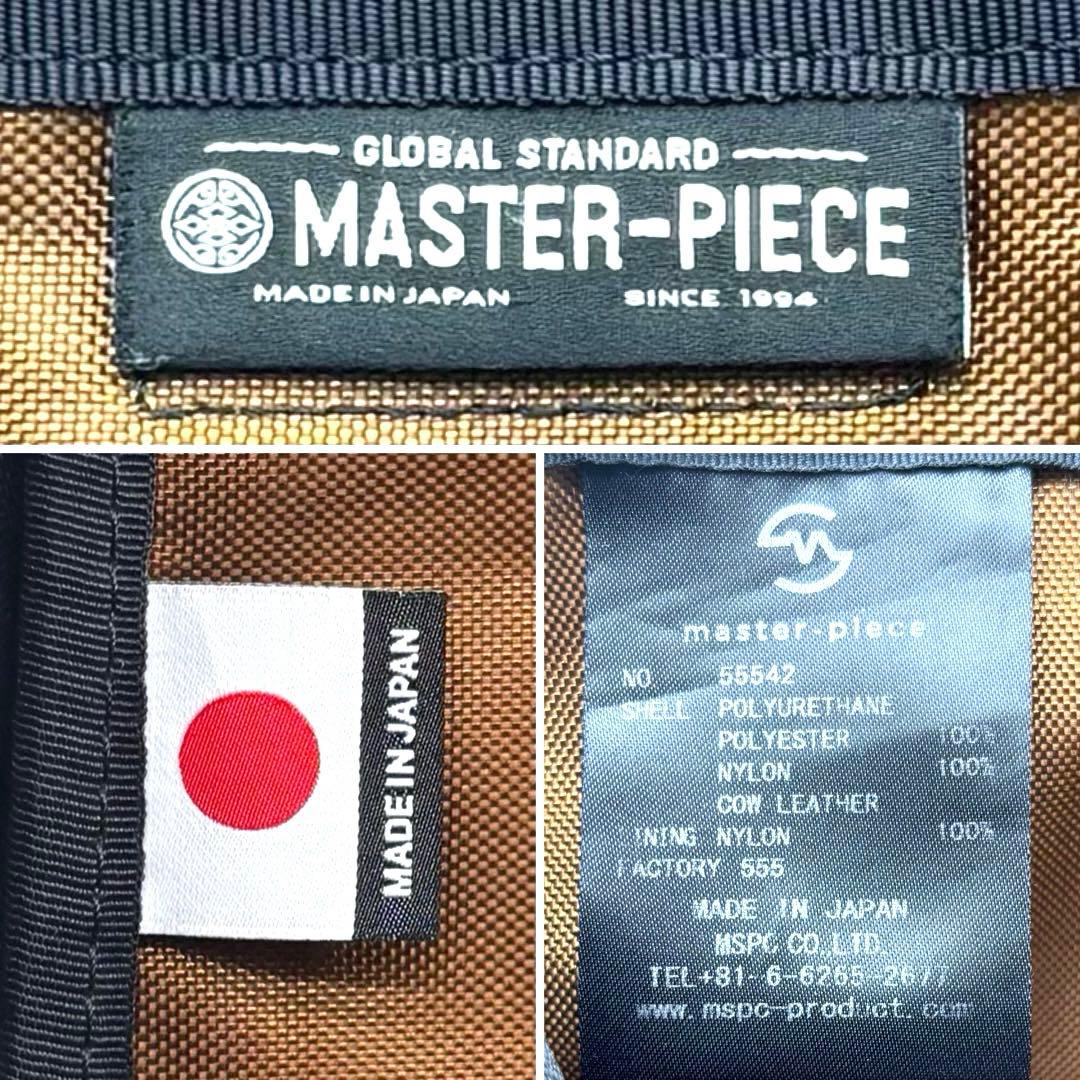 GLOBAL STANDARD
MASTER-PIECE
MADE IN JAPAN SINCE 1994
MADE IN JAPAN
master-piece
NO 55542
SHELL POLYURETHANE
POLYESTER 100%
NYLON 100%
COW LEATHER
INING NYLON 100%
FACTORY 555
MADE IN JAPAN
MSPC CO.LTD.
TEL+81-6-6265-2677
www.mspc-product.com